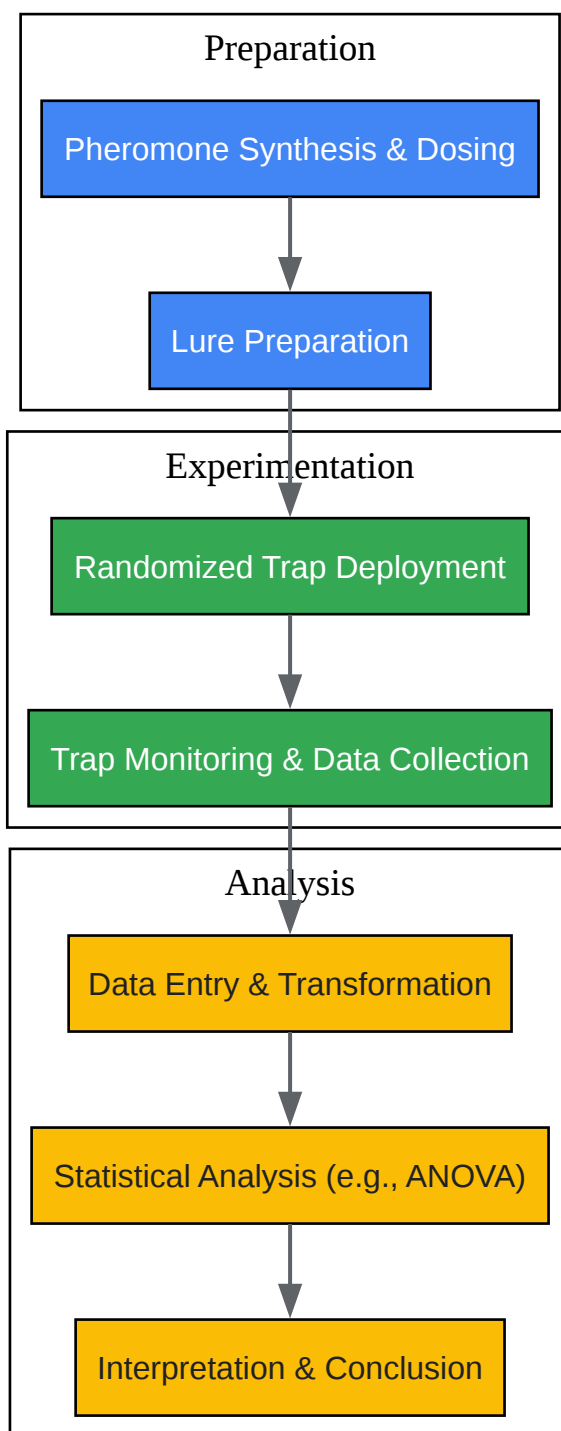 Preparation
Pheromone Synthesis & Dosing
Lure Preparation
Experimentation
Randomized Trap Deployment
Trap Monitoring & Data Collection
Analysis
Data Entry & Transformation
Statistical Analysis (e.g., ANOVA)
Interpretation & Conclusion